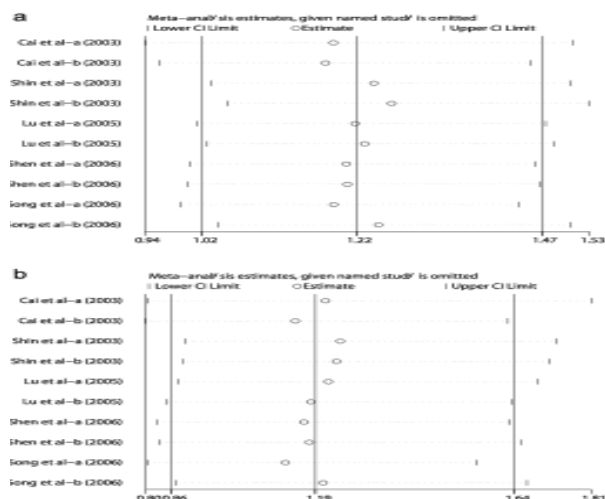 a
Meta-analysis estimates, given named study is omitted
| Lower CI Limit ○ Estimate | Upper CI Limit
Cai et al-a (2003)
Cai et al-b (2003)
Shin et al-a (2003)
Shin et al-b (2003)
Lu et al-a (2005)
Lu et al-b (2005)
Shen et al-a (2006)
Shen et al-b (2006)
Song et al-a (2006)
Song et al-b (2006)
0.94 1.02 1.22 1.47 1.53
b
Meta-analysis estimates, given named study is omitted
| Lower CI Limit ○ Estimate | Upper CI Limit
Cai et al-a (2003)
Cai et al-b (2003)
Shin et al-a (2003)
Shin et al-b (2003)
Lu et al-a (2005)
Lu et al-b (2005)
Shen et al-a (2006)
Shen et al-b (2006)
Song et al-a (2006)
Song et al-b (2006)
0.86 1.19 1.64